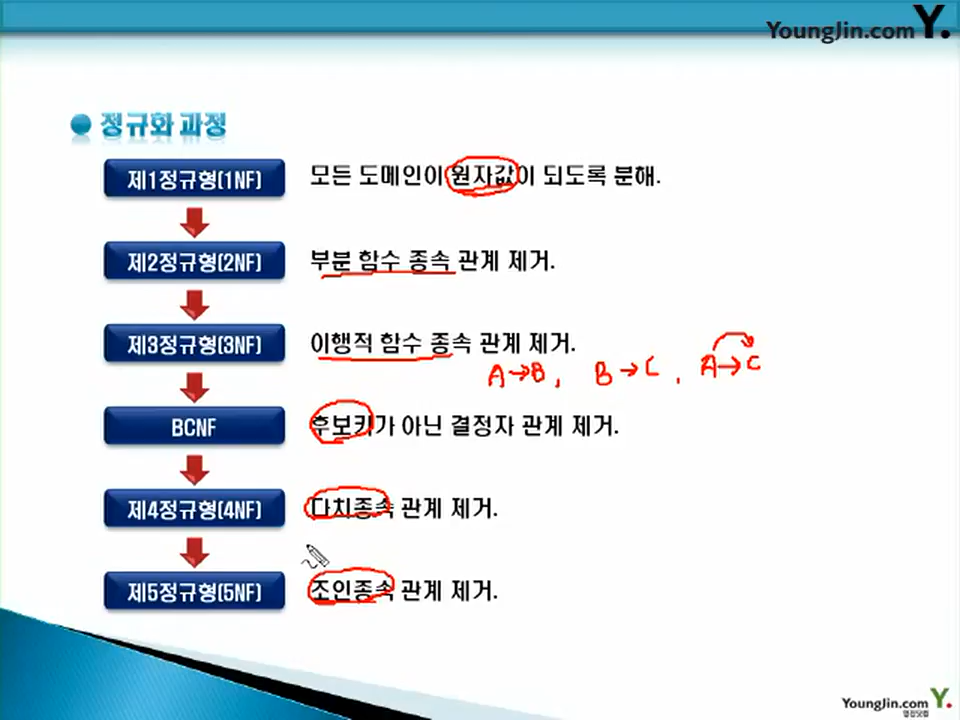 YoungJin.com Y.
정규화 과정
제1정규형(1NF) 모든 도메인이 원자값이 되도록 분해.
제2정규형(2NF) 부분 함수 종속 관계 제거.
제3정규형(3NF) 이행적 함수 종속 관계 제거.
A→B, B→C, A→C
BCNF 후보키가 아닌 결정자 관계 제거.
제4정규형(4NF) 다치종속 관계 제거.
제5정규형(5NF) 조인종속 관계 제거.
YoungJin.com Y.
영진닷컴